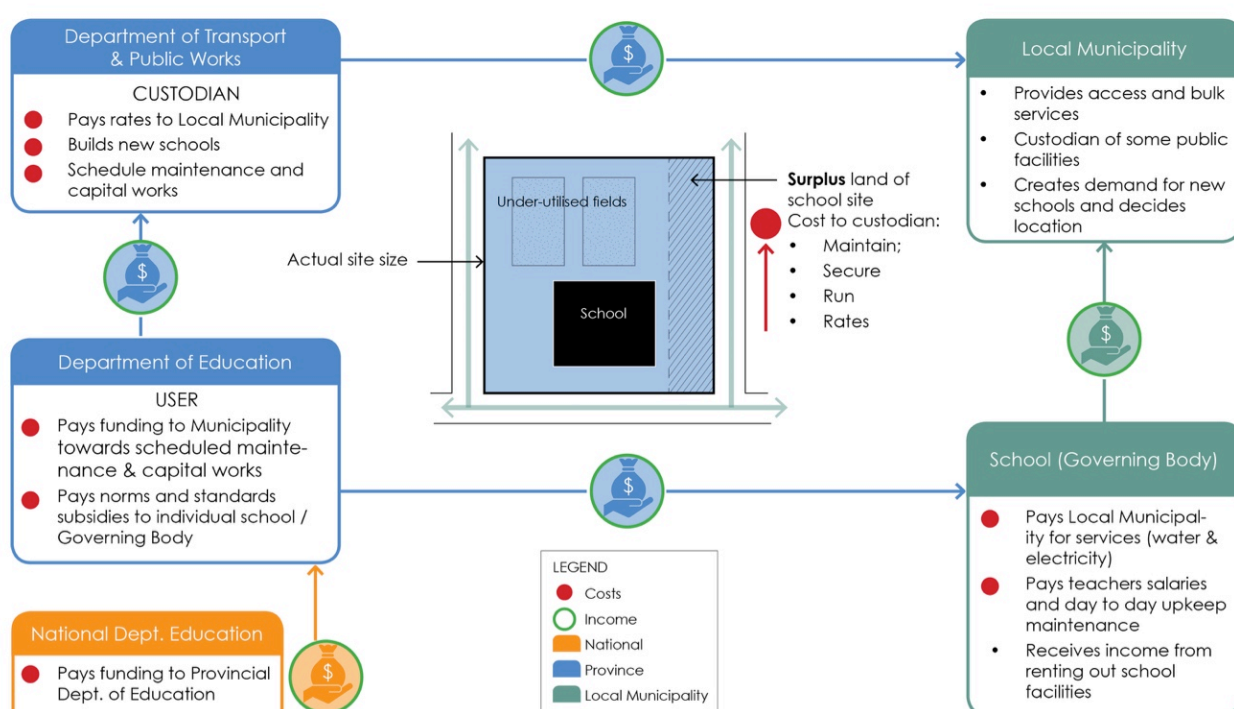 Department of Transport
& Public Works
CUSTODIAN
Pays rates to Local Municipality
Builds new schools
Schedule maintenance and
capital works
$
Local Municipality
• Provides access and bulk
services
• Custodian of some public
facilities
• Creates demand for new
schools and decides
location
Under-utilised fields
School
Actual site size
Surplus land of
school site
Cost to custodian:
• Maintain;
• Secure
• Run
• Rates
$
$
Department of Education
USER
Pays funding to Municipality
towards scheduled mainte-
nance & capital works
Pays norms and standards
subsidies to individual school /
Governing Body
$
School (Governing Body)
Pays Local Municipal-
ity for services (water &
electricity)
Pays teachers salaries
and day to day upkeep
maintenance
• Receives income from
renting out school
facilities
National Dept. Education
Pays funding to Provincial
Dept. of Education
$
LEGEND
Costs
Income
National
Province
Local Municipality